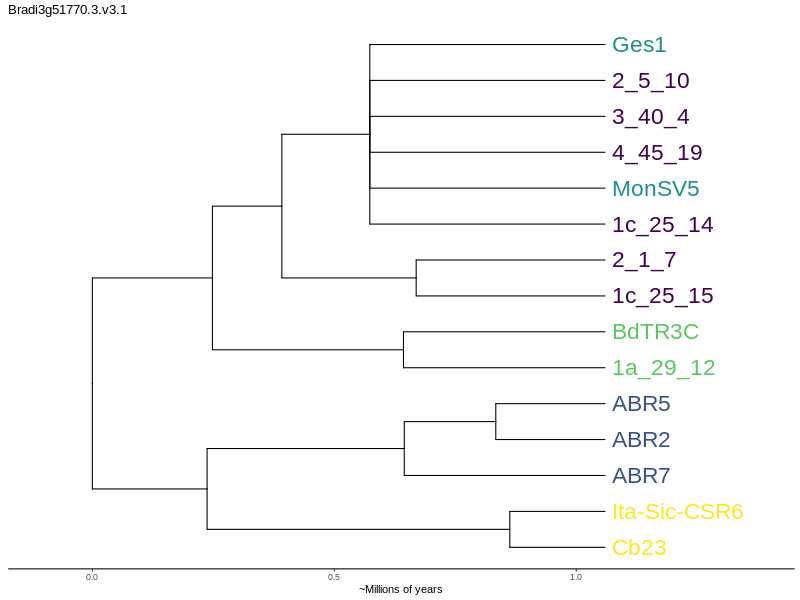 Bradi3g51770.3.v3.1
Ges1
2_5_10
3_40_4
4_45_19
MonSV5
1c_25_14
2_1_7
1c_25_15
BdTR3C
1a_29_12
ABR5
ABR2
ABR7
Ita-Sic-CSR6
Cb23
0.0 0.5 1.0
~Millions of years